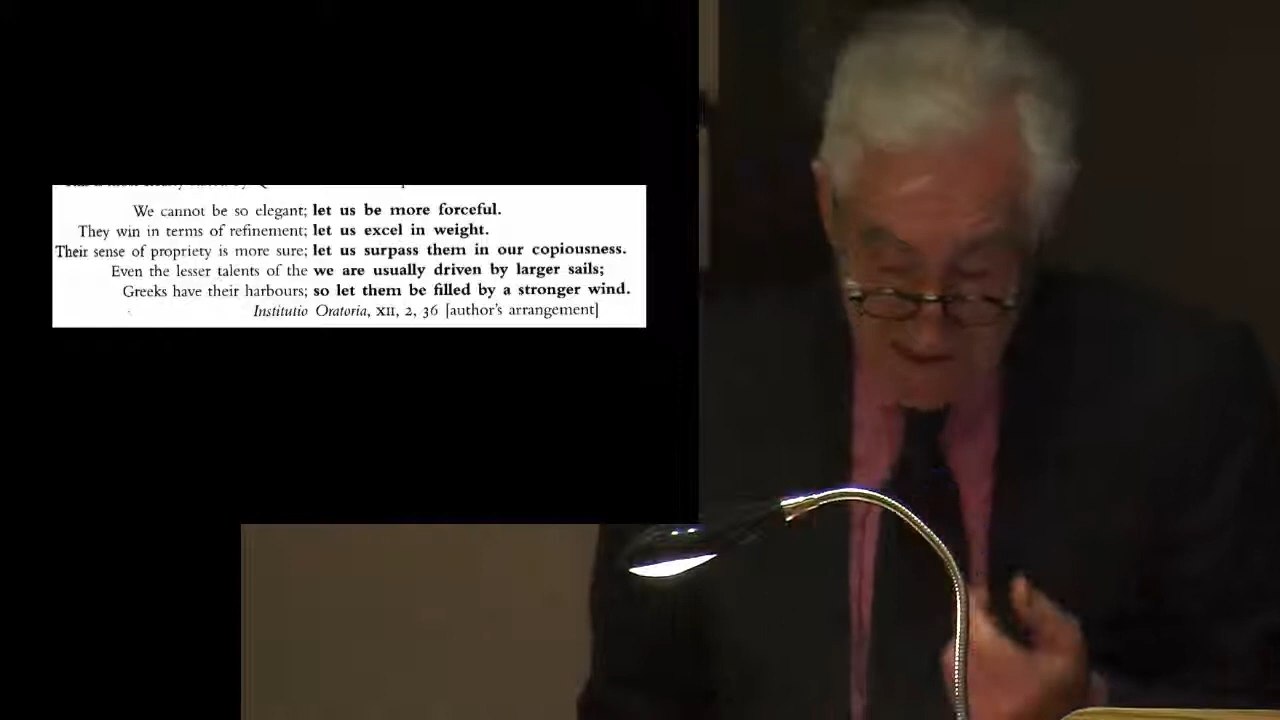 We cannot be so elegant; let us be more forceful.
They win in terms of refinement; let us excel in weight.
Their sense of propriety is more sure; let us surpass them in our copiousness.
Even the lesser talents of the we are usually driven by larger sails;
Greeks have their harbours; so let them be filled by a stronger wind.
Institutio Oratoria, XII, 2, 36 [author's arrangement]